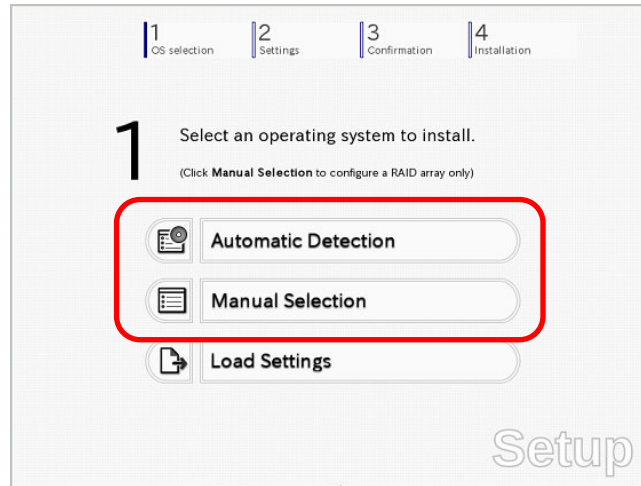 1 2 3 4
OS selection Settings Confirmation Installation
1 Select an operating system to install.
(Click Manual Selection to configure a RAID array only)
Automatic Detection
Manual Selection
Load Settings
Setup